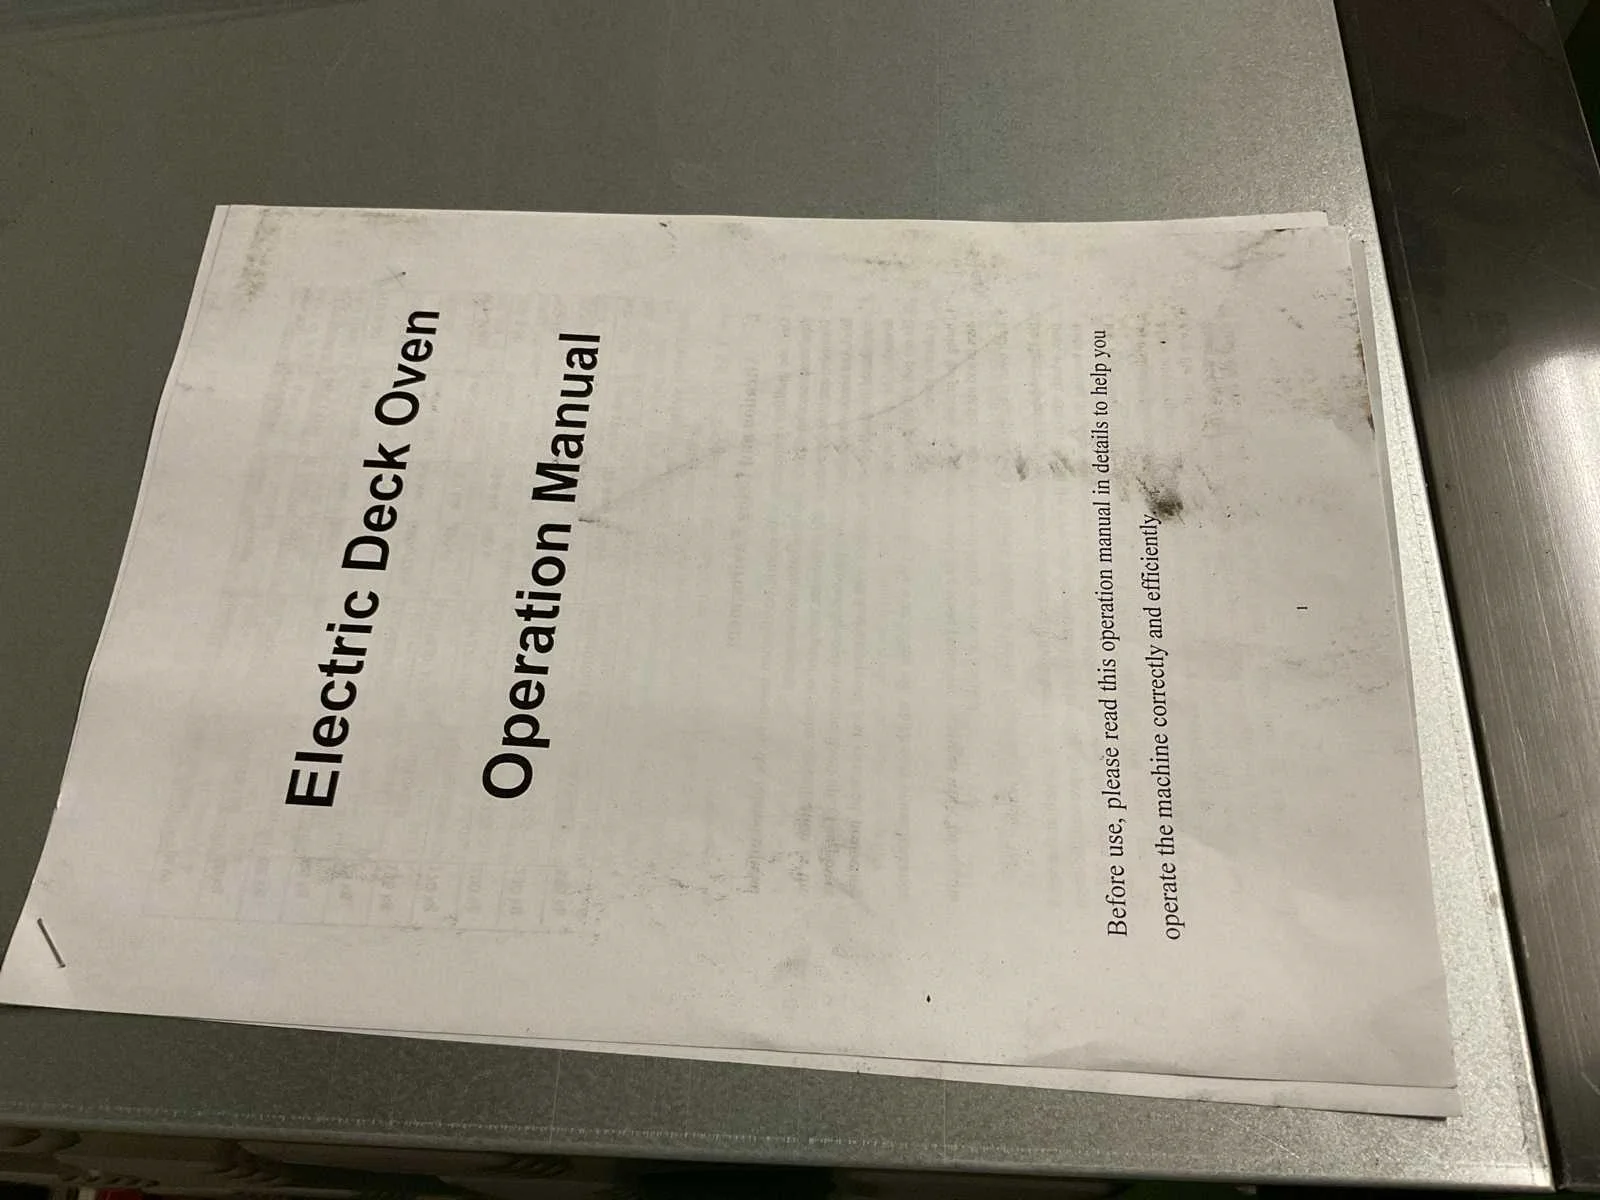 Electric Deck Oven
Operation Manual
Before use, please read this operation manual in details to help you
operate the machine correctly and efficiently
1